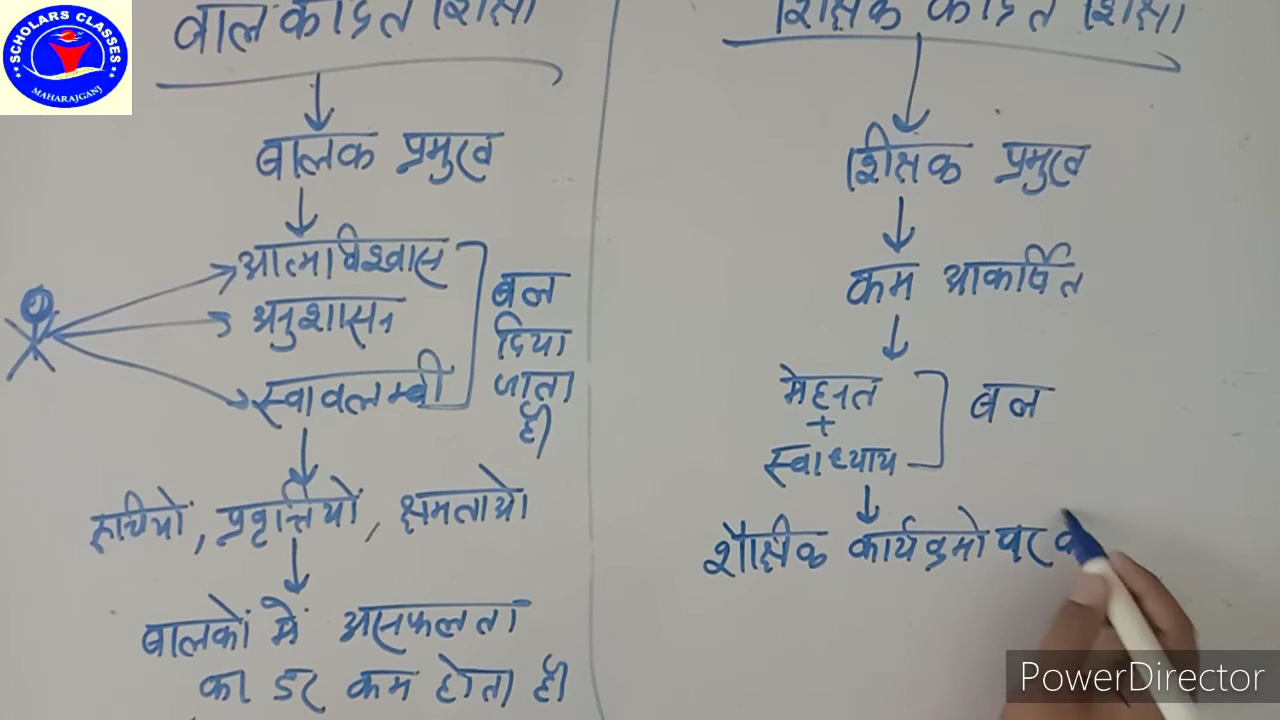 SCHOLARS CLASSES
MAHARAJGANJ
बाल केंद्रित शिक्षा
बालक प्रमुख
आत्मविश्वास
अनुशासन
स्वावलम्बी
बल
दिया
जाता
है।
रूचियों, प्रवृत्तियों, क्षमताओ
बालको में असफलता
का डर कम होता है।
शिक्षक केंद्रित शिक्षा
शिक्षक प्रमुख
कम आकर्षित
मेहनत
+
स्वाध्याय
बल
शैक्षिक कार्यक्रमो पर
PowerDirector